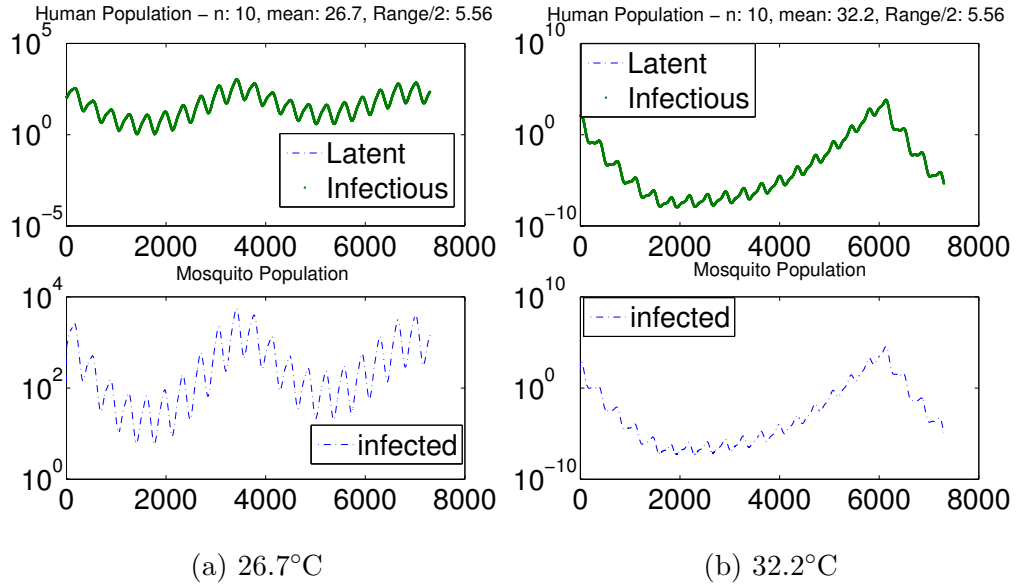 Human Population – n: 10, mean: 26.7, Range/2: 5.56
10^5
10^0
10^-5
Latent
Infectious
0 2000 4000 6000 8000
Mosquito Population
10^4
10^2
10^0
infected
0 2000 4000 6000 8000
(a) 26.7°C
Human Population – n: 10, mean: 32.2, Range/2: 5.56
10^10
Latent
Infectious
10^0
10^-10
0 2000 4000 6000 8000
Mosquito Population
10^10
infected
10^0
10^-10
0 2000 4000 6000 8000
(b) 32.2°C